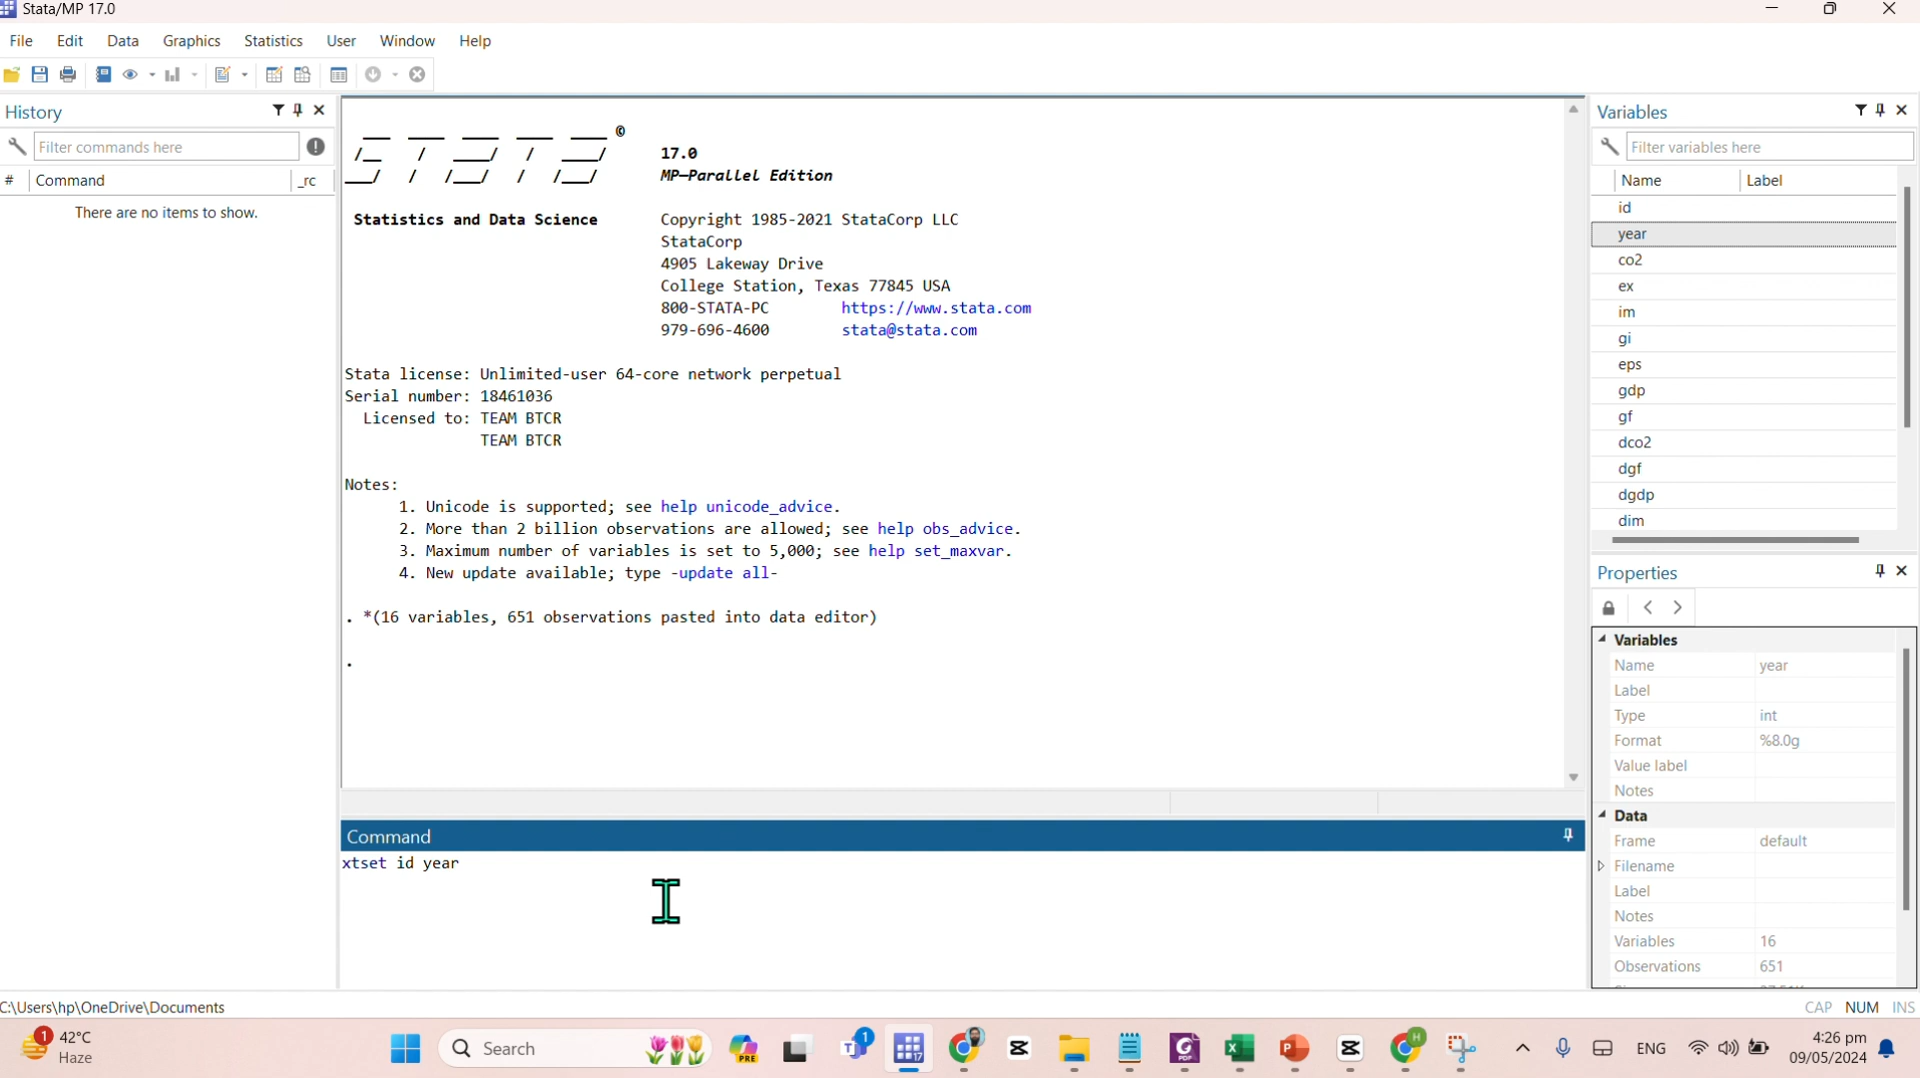 Stata/MP 17.0
File Edit Data Graphics Statistics User Window Help
History
Filter commands here
# Command _rc
There are no items to show.
©
17.0
MP—Parallel Edition
Statistics and Data Science Copyright 1985-2021 StataCorp LLC
StataCorp
4905 Lakeway Drive
College Station, Texas 77845 USA
800-STATA-PC https://www.stata.com
979-696-4600 stata@stata.com
Stata license: Unlimited-user 64-core network perpetual
Serial number: 18461036
Licensed to: TEAM BTCR
TEAM BTCR
Notes:
1. Unicode is supported; see help unicode_advice.
2. More than 2 billion observations are allowed; see help obs_advice.
3. Maximum number of variables is set to 5,000; see help set_maxvar.
4. New update available; type -update all-
. *(16 variables, 651 observations pasted into data editor)
.
Command
xtset id year
Variables
Filter variables here
Name Label
id
year
co2
ex
im
gi
eps
gdp
gf
dco2
dgf
dgdp
dim
Properties
Variables
Name year
Label
Type int
Format %8.0g
Value label
Notes
Data
Frame default
Filename
Label
Notes
Variables 16
Observations 651
C:\Users\hp\OneDrive\Documents
CAP NUM INS
1
42°C
Haze
Search
PRE
1
17
H
ENG
4:26 pm
09/05/2024